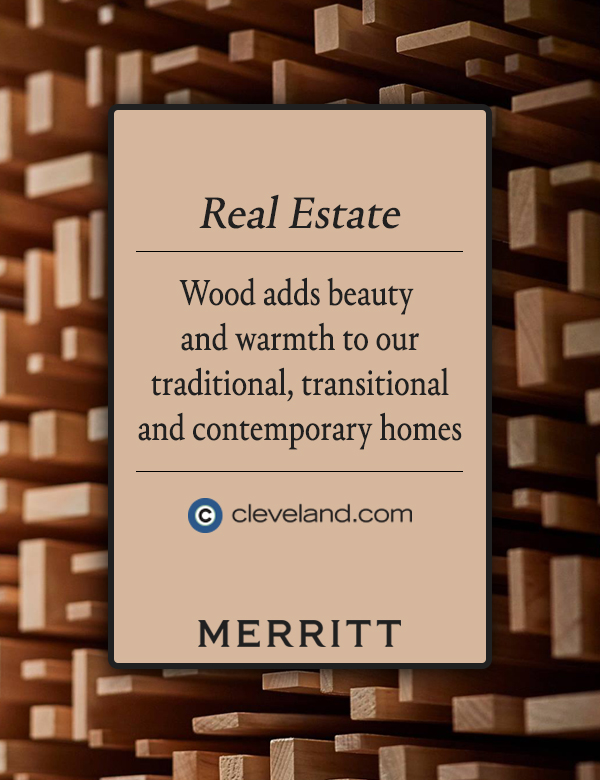 Real Estate
Wood adds beauty
and warmth to our
traditional, transitional
and contemporary homes
C cleveland.com
MERRITT